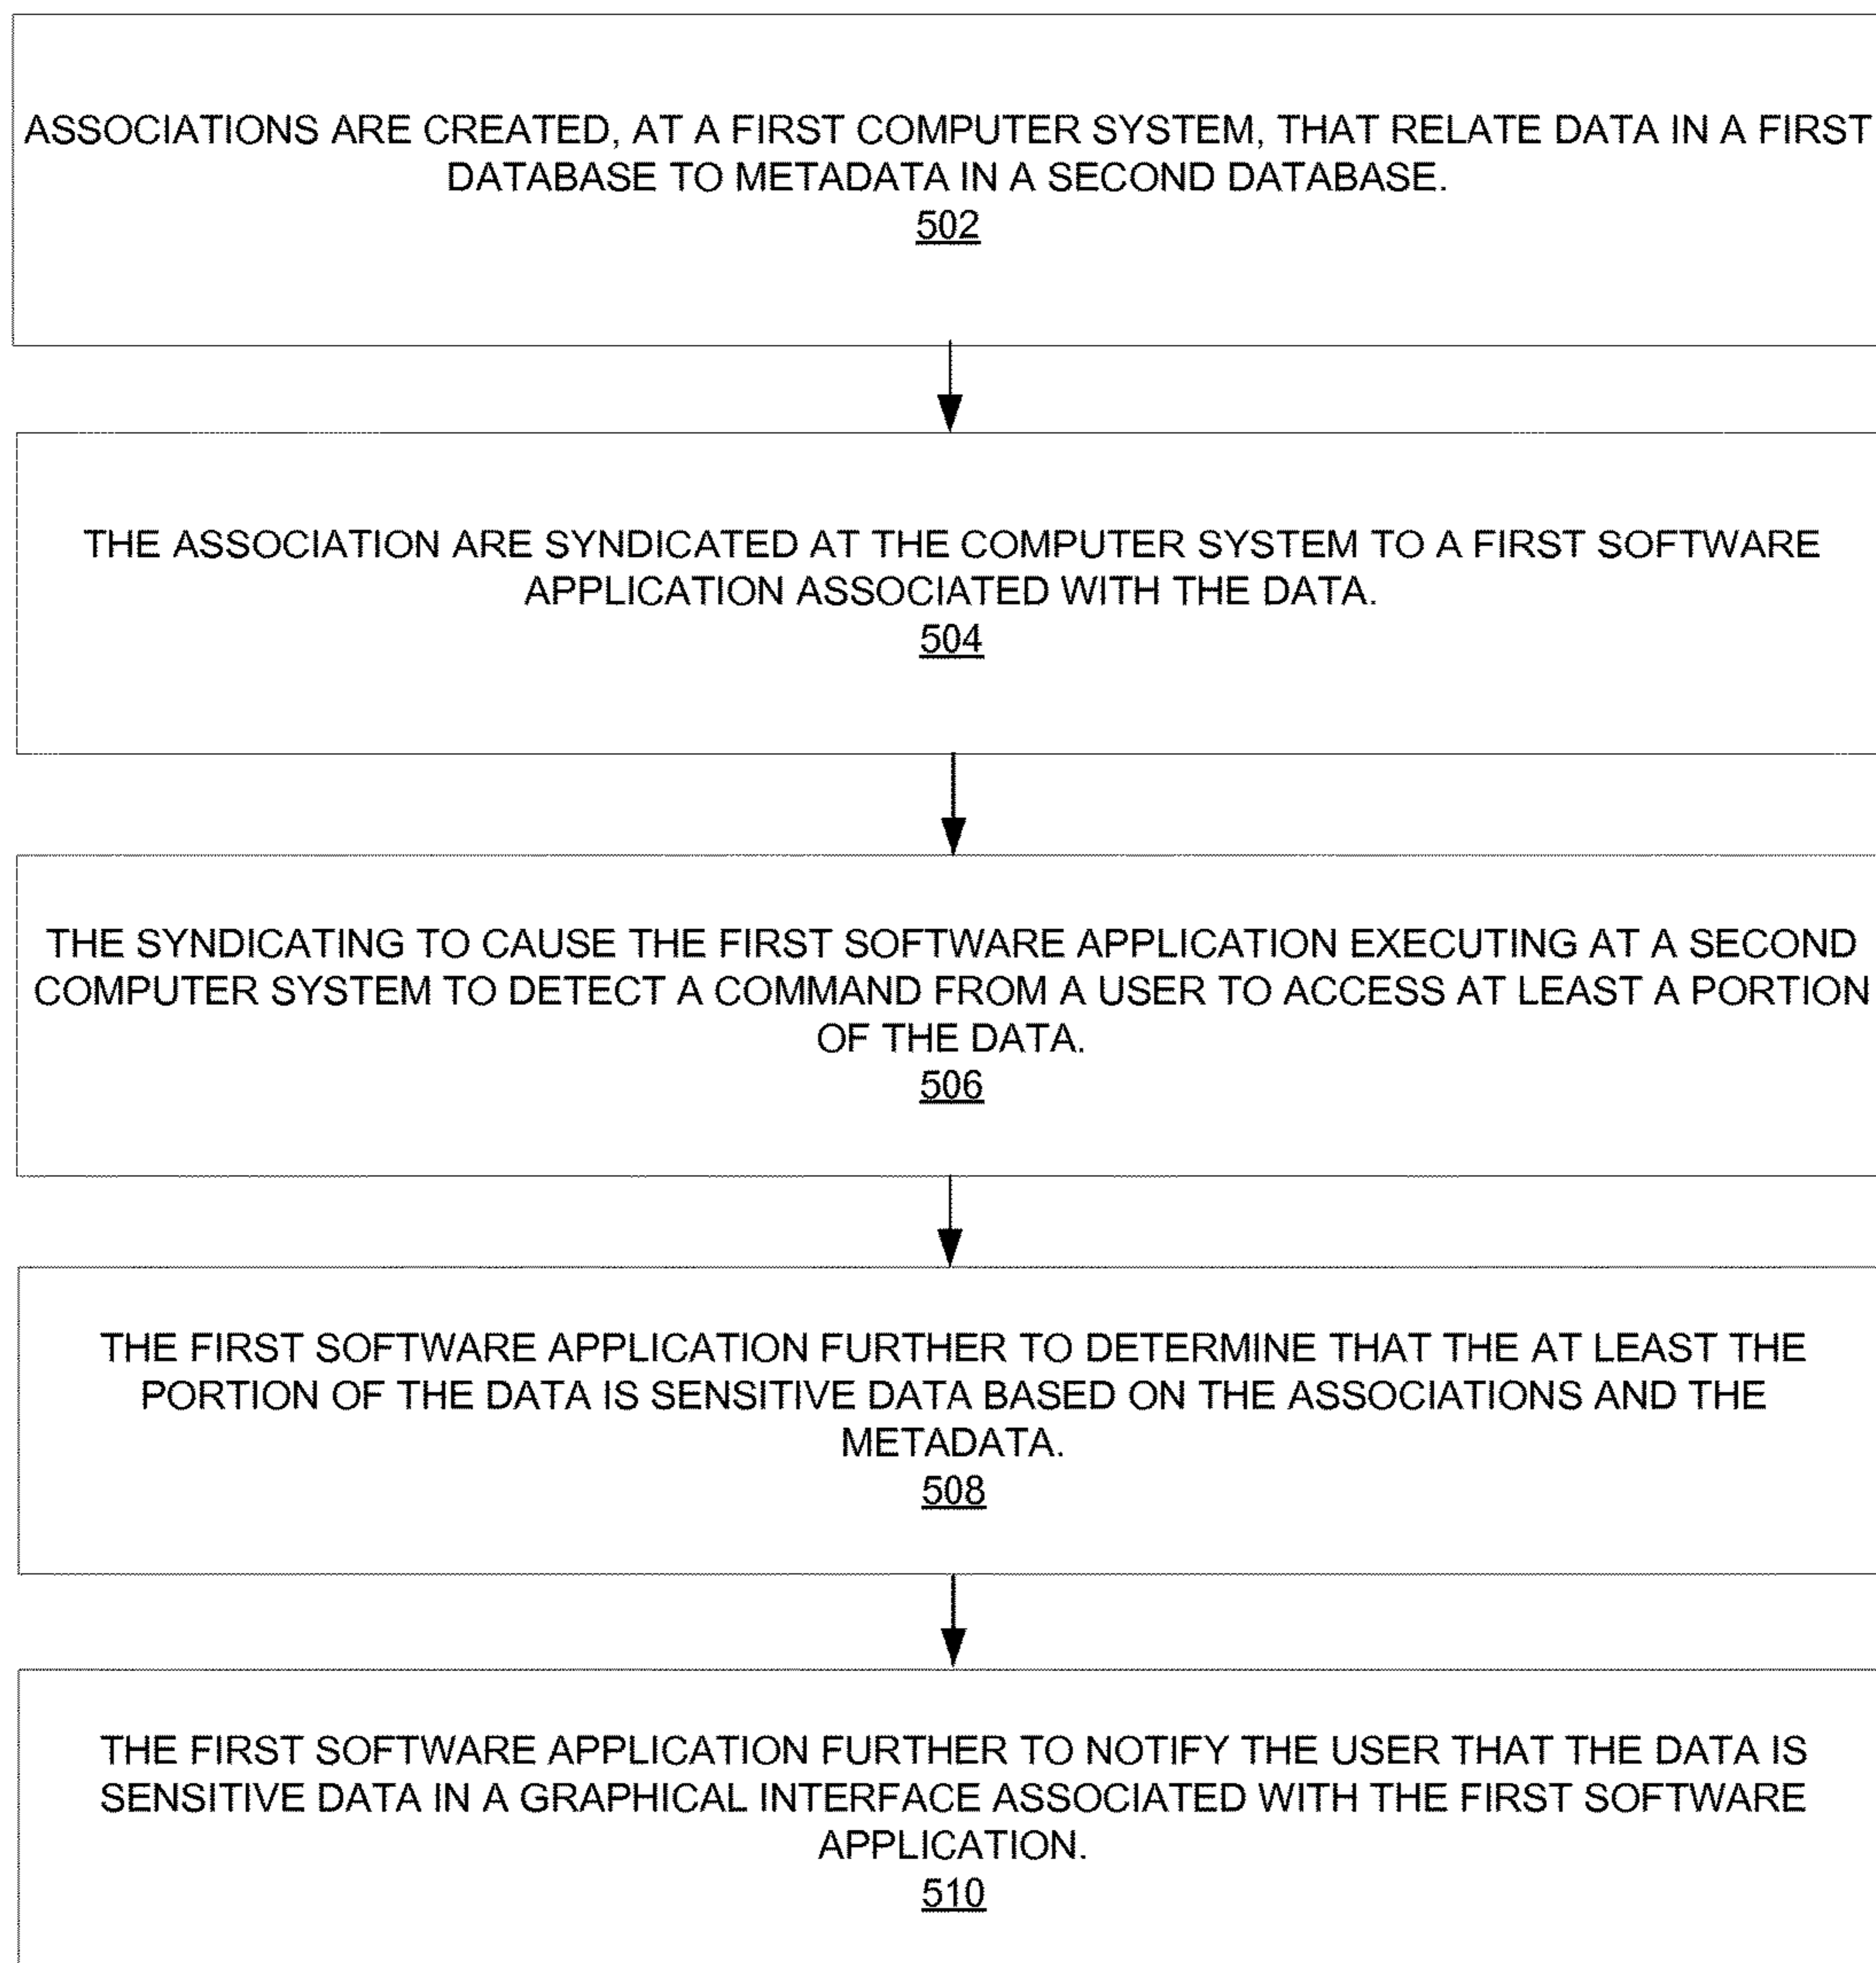 ASSOCIATIONS ARE CREATED, AT A FIRST COMPUTER SYSTEM, THAT RELATE DATA IN A FIRST
DATABASE TO METADATA IN A SECOND DATABASE.
502
THE ASSOCIATION ARE SYNDICATED AT THE COMPUTER SYSTEM TO A FIRST SOFTWARE
APPLICATION ASSOCIATED WITH THE DATA.
504
THE SYNDICATING TO CAUSE THE FIRST SOFTWARE APPLICATION EXECUTING AT A SECOND
COMPUTER SYSTEM TO DETECT A COMMAND FROM A USER TO ACCESS AT LEAST A PORTION
OF THE DATA.
506
THE FIRST SOFTWARE APPLICATION FURTHER TO DETERMINE THAT THE AT LEAST THE
PORTION OF THE DATA IS SENSITIVE DATA BASED ON THE ASSOCIATIONS AND THE
METADATA.
508
THE FIRST SOFTWARE APPLICATION FURTHER TO NOTIFY THE USER THAT THE DATA IS
SENSITIVE DATA IN A GRAPHICAL INTERFACE ASSOCIATED WITH THE FIRST SOFTWARE
APPLICATION.
510